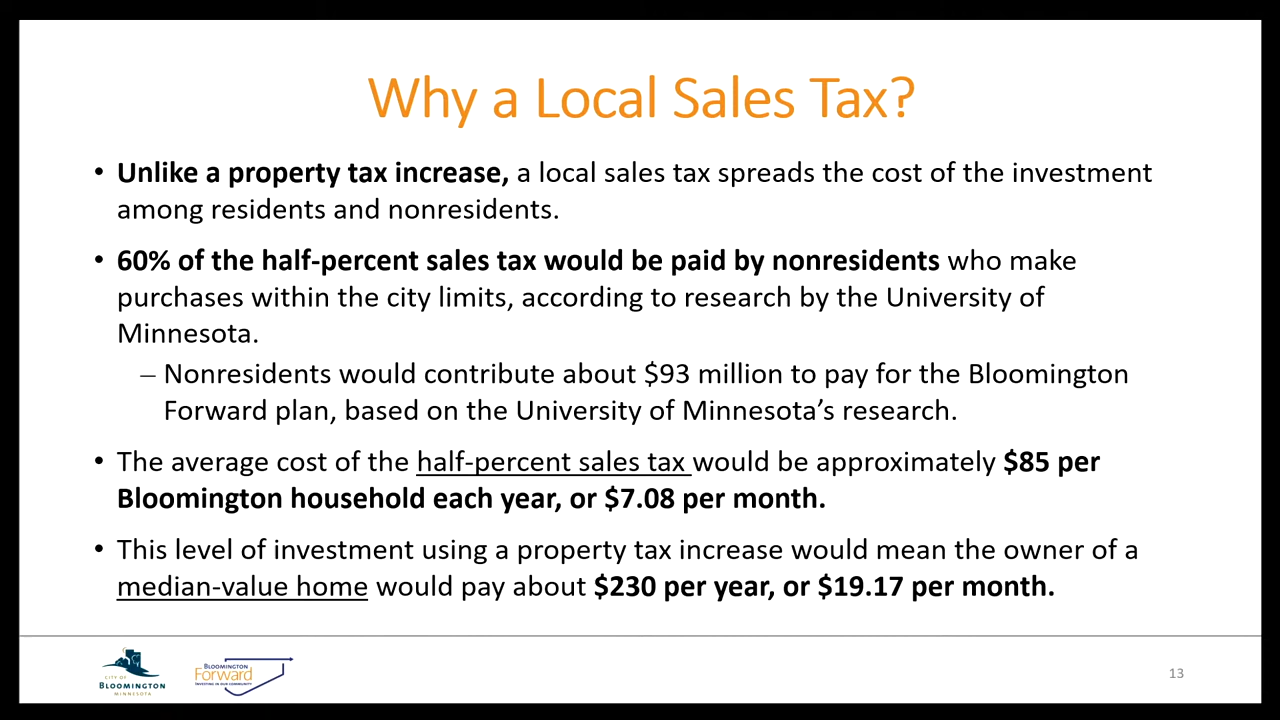 Why a Local Sales Tax?
• Unlike a property tax increase, a local sales tax spreads the cost of the investment
among residents and nonresidents.
• 60% of the half-percent sales tax would be paid by nonresidents who make
purchases within the city limits, according to research by the University of
Minnesota.
– Nonresidents would contribute about $93 million to pay for the Bloomington
Forward plan, based on the University of Minnesota’s research.
• The average cost of the half-percent sales tax would be approximately $85 per
Bloomington household each year, or $7.08 per month.
• This level of investment using a property tax increase would mean the owner of a
median-value home would pay about $230 per year, or $19.17 per month.
CITY OF
BLOOMINGTON
MINNESOTA
BLOOMINGTON
Forward
INVESTING IN OUR COMMUNITY
13